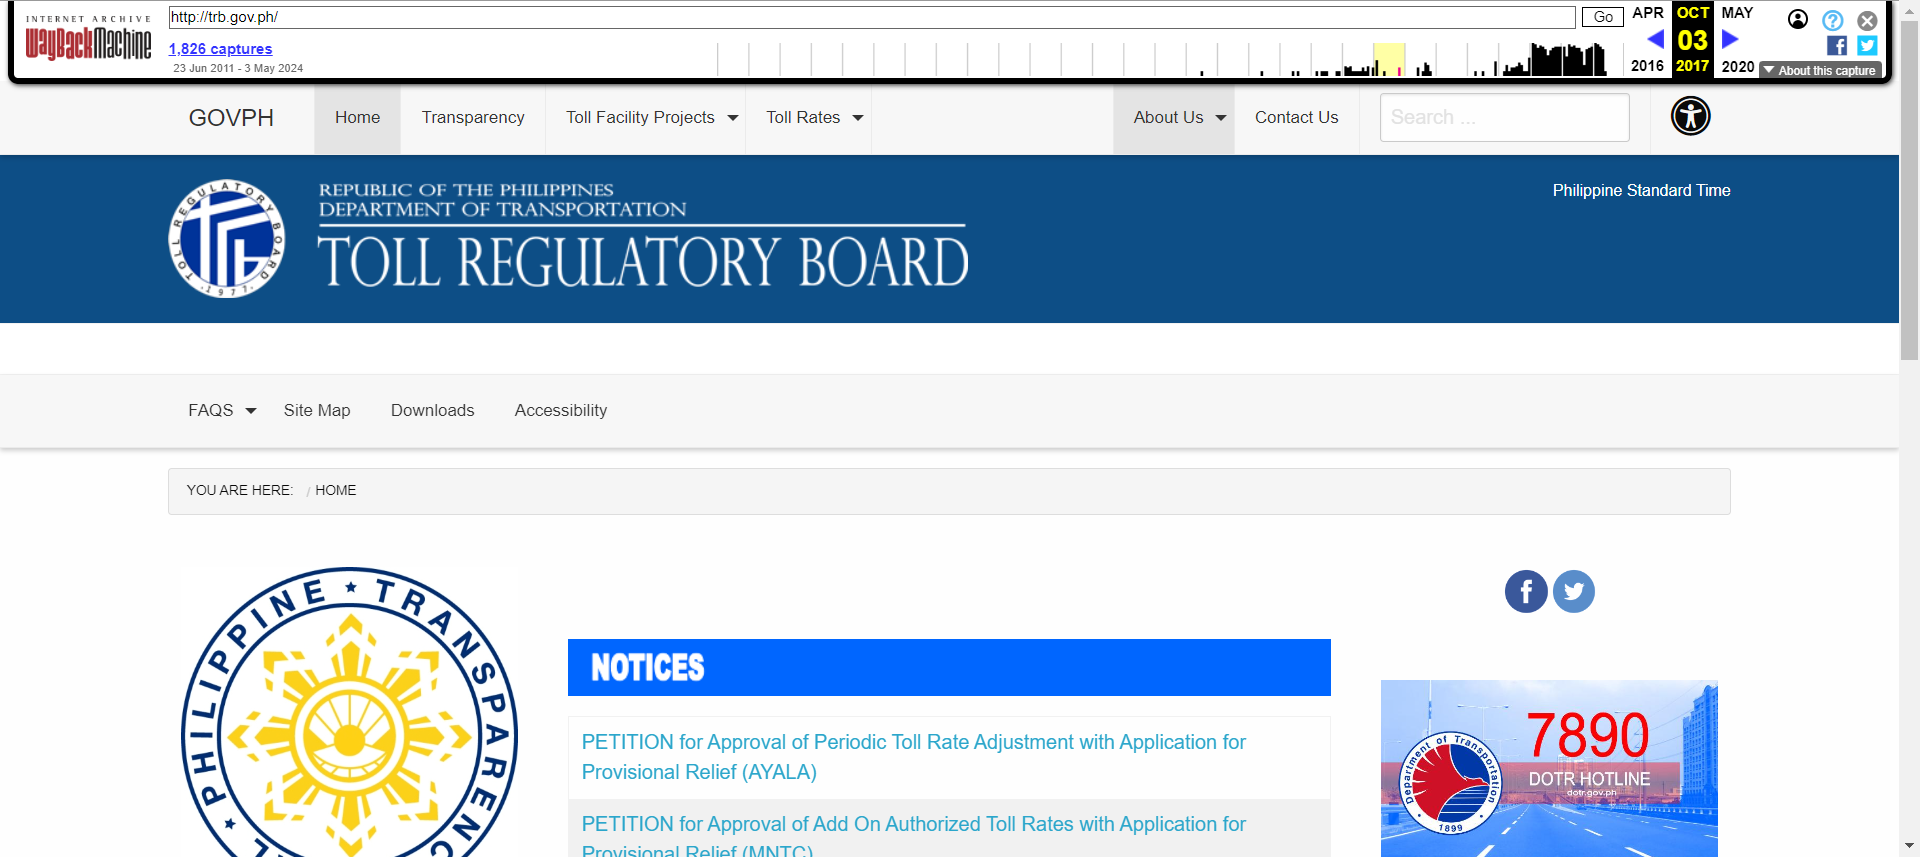 INTERNET ARCHIVE
WayBackMachine
http://trb.gov.ph/
Go
1,826 captures
23 Jun 2011 - 3 May 2024
APR OCT MAY
03
2016 2017 2020
About this capture
GOVPH
Home
Transparency
Toll Facility Projects
Toll Rates
About Us
Contact Us
Search ...
TOLL REGULATORY BOARD
· 1977 ·
REPUBLIC OF THE PHILIPPINES
DEPARTMENT OF TRANSPORTATION
TOLL REGULATORY BOARD
Philippine Standard Time
FAQS
Site Map
Downloads
Accessibility
YOU ARE HERE: / HOME
PHILIPPINE ★ TRANSPARENC
NOTICES
PETITION for Approval of Periodic Toll Rate Adjustment with Application for
Provisional Relief (AYALA)
PETITION for Approval of Add On Authorized Toll Rates with Application for
Provisional Relief (MNTC)
7890
DOTR HOTLINE
dotr.gov.ph
Department of Transportation
1899